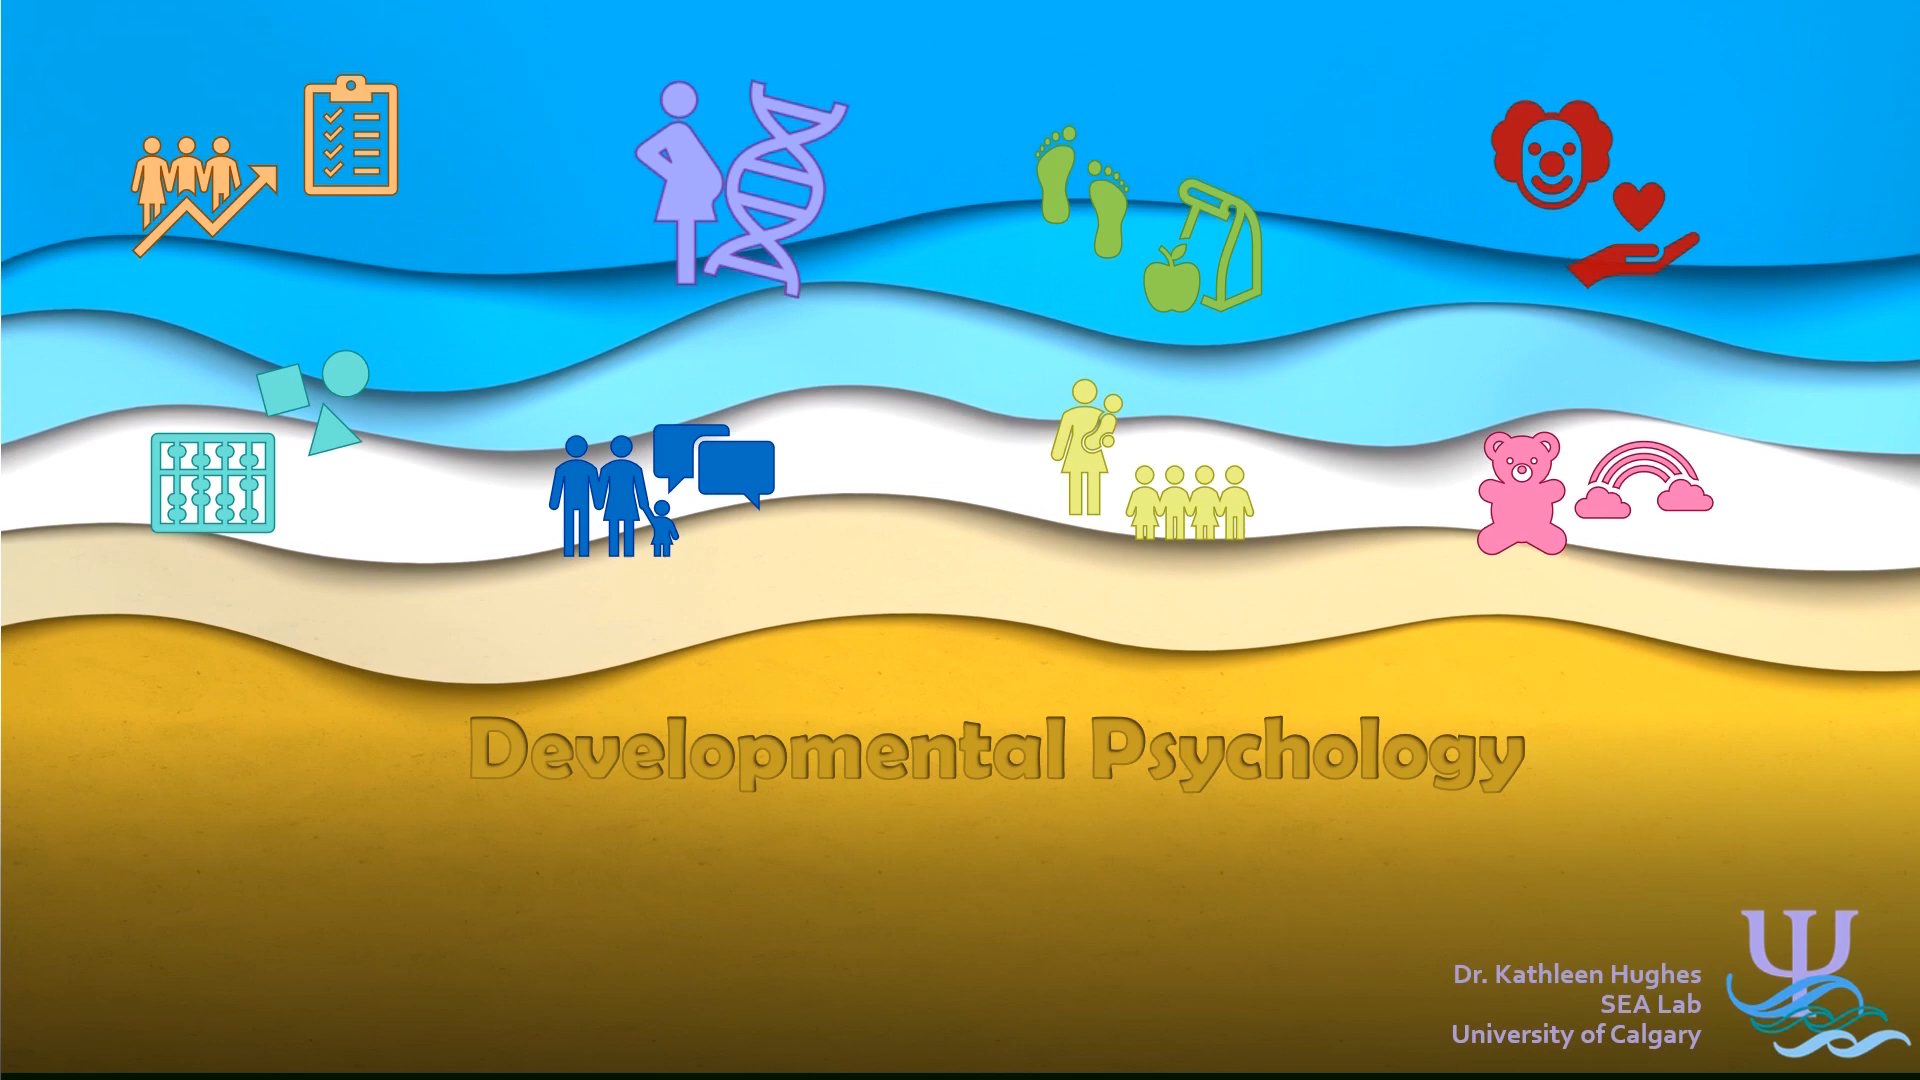 Developmental Psychology
Dr. Kathleen Hughes
SEA Lab
University of Calgary